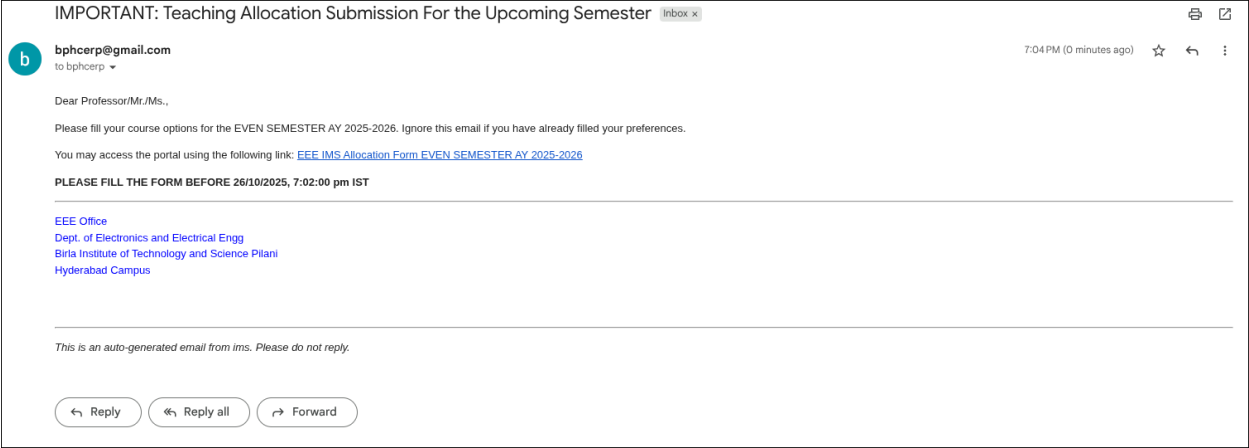 IMPORTANT: Teaching Allocation Submission For the Upcoming Semester Inbox ×
b
bphcerp@gmail.com 7:04 PM (0 minutes ago)
to bphcerp
Dear Professor/Mr./Ms.,
Please fill your course options for the EVEN SEMESTER AY 2025-2026. Ignore this email if you have already filled your preferences.
You may access the portal using the following link: EEE IMS Allocation Form EVEN SEMESTER AY 2025-2026
PLEASE FILL THE FORM BEFORE 26/10/2025, 7:02:00 pm IST
EEE Office
Dept. of Electronics and Electrical Engg
Birla Institute of Technology and Science Pilani
Hyderabad Campus
This is an auto-generated email from ims. Please do not reply.
Reply Reply all Forward